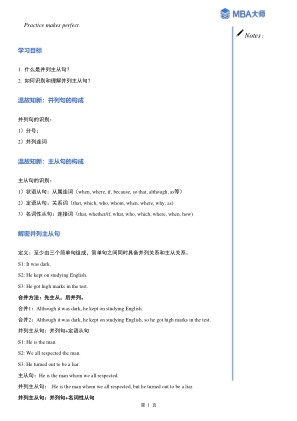 MBA大师
Practice makes perfect.
Notes :
学习目标
1. 什么是并列主从句?
2. 如何识别和理解并列主从句?
温故知新：并列句的构成
并列句的识别:
1）分号;
2）并列连词
温故知新：主从句的构成
主从句的识别:
1）状语从句：从属连词（when, where, if, because, so that, although, as等）
2）定语从句：关系词（that, which, who, whom, when, where, why, as）
3）名词性从句：连接词（that, whether/if, what, who, which, where, when, how）
解密并列主从句
定义：至少由三个简单句组成，简单句之间同时具备并列关系和主从关系。
S1: It was dark.
S2: He kept on studying English.
S3: He got high marks in the test.
合并方法：先主从，后并列。
合并1：Although it was dark, he kept on studying English.
合并2：Although it was dark, he kept on studying English, so he got high marks in the test.
并列主从句：并列句+定语从句
S1: He is the man.
S2: We all respected the man.
S3: He turned out to be a liar.
主从句：He is the man whom we all respected.
并列主从句： He is the man whom we all respected, but he turned out to be a liar.
并列主从句：并列句+名词性从句
第 1 页